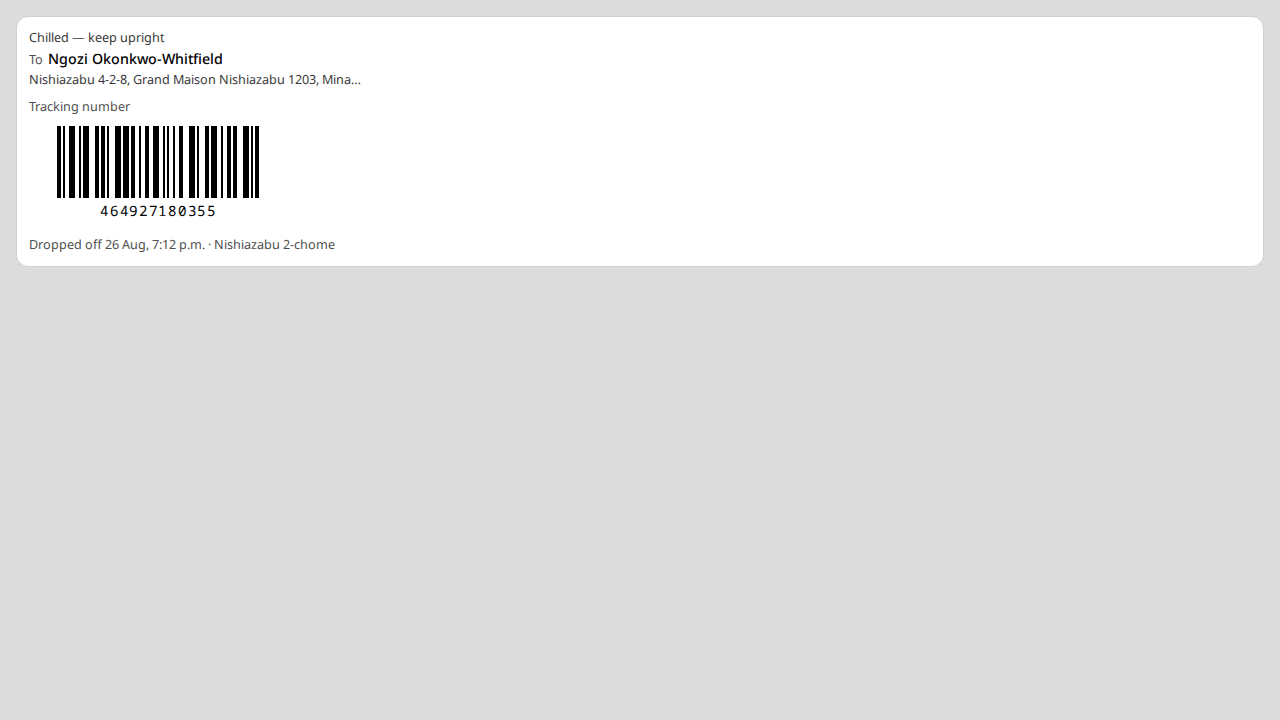 Chilled — keep upright
To Ngozi Okonkwo-Whitfield
Nishiazabu 4-2-8, Grand Maison Nishiazabu 1203, Mina…
Tracking number
464927180355
Dropped off 26 Aug, 7:12 p.m. · Nishiazabu 2-chome